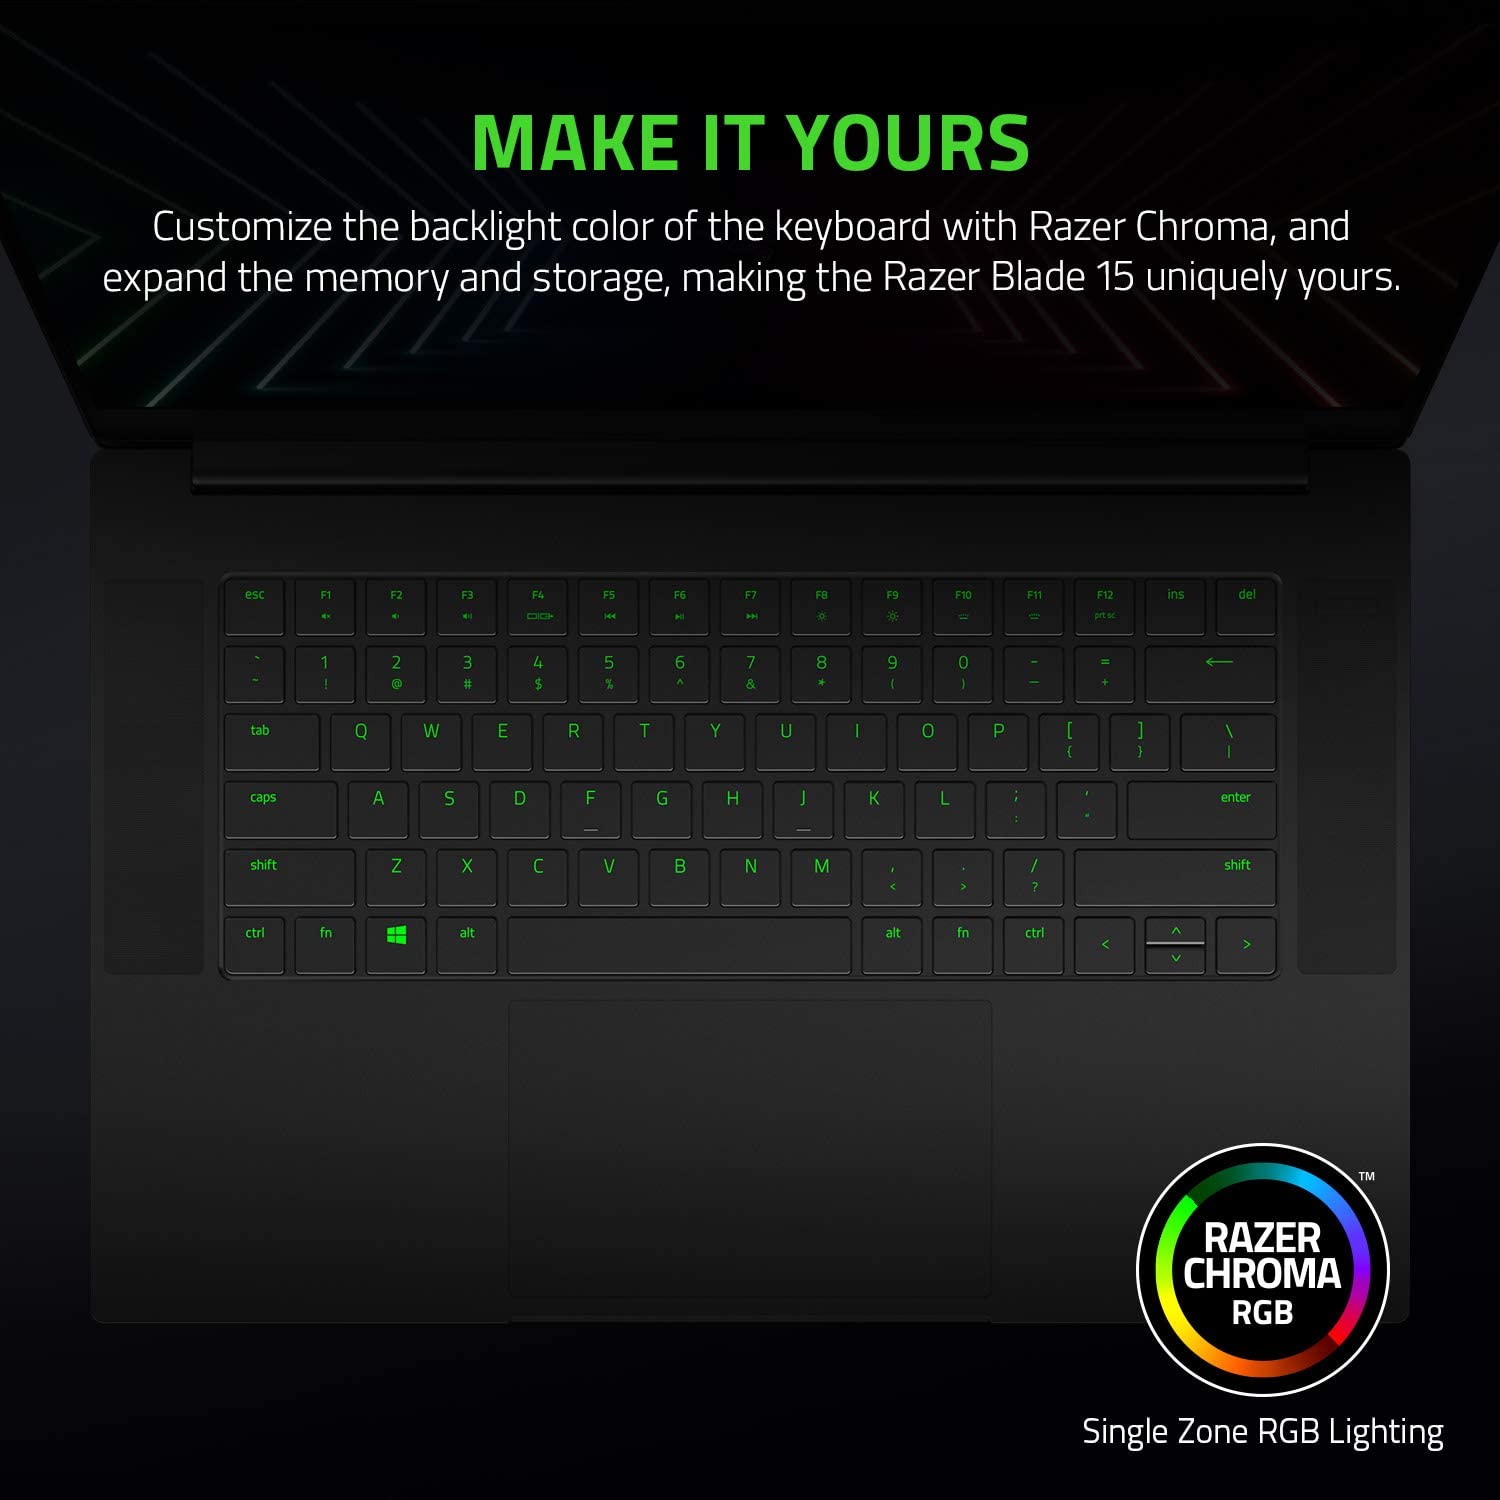 MAKE IT YOURS
Customize the backlight color of the keyboard with Razer Chroma, and
expand the memory and storage, making the Razer Blade 15 uniquely yours.
esc F1 F2 F3 F4 F5 F6 F7 F8 F9 F10 F11 F12 ins del
prt sc
` 1 2 3 4 5 6 7 8 9 0 - =
~ ! @ # $ % ^ & * ( ) _ +
tab Q W E R T Y U I O P [ ] \
{ } |
caps A S D F G H J K L ; ' enter
: "
shift Z X C V B N M , . / shift
< > ?
ctrl fn alt alt fn ctrl < ^ >
v
TM
RAZER
CHROMA
RGB
Single Zone RGB Lighting